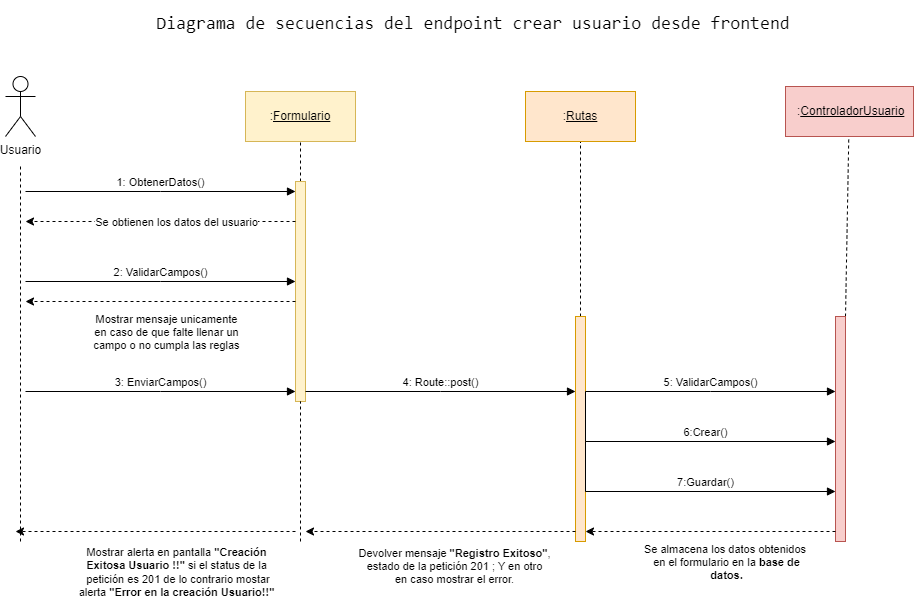 Diagrama de secuencias del endpoint crear usuario desde frontend
Usuario
:Formulario
:Rutas
:ControladorUsuario
1: ObtenerDatos()
Se obtienen los datos del usuario
2: ValidarCampos()
Mostrar mensaje unicamente
en caso de que falte llenar un
campo o no cumpla las reglas
3: EnviarCampos()
4: Route::post()
5: ValidarCampos()
6:Crear()
7:Guardar()
Mostrar alerta en pantalla "Creación
Exitosa Usuario !!" si el status de la
petición es 201 de lo contrario mostar
alerta "Error en la creación Usuario!!"
Devolver mensaje "Registro Exitoso",
estado de la petición 201 ; Y en otro
en caso mostrar el error.
Se almacena los datos obtenidos
en el formulario en la base de
datos.